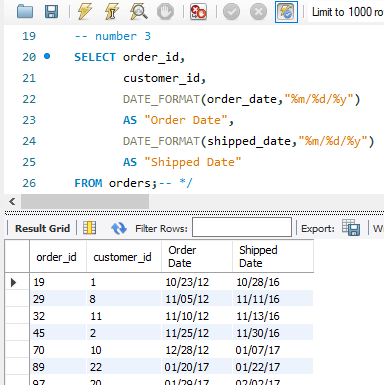 Limit to 1000 ro
19 -- number 3
20 SELECT order_id,
21 customer_id,
22 DATE_FORMAT(order_date,"%m/%d/%y")
23 AS "Order Date",
24 DATE_FORMAT(shipped_date,"%m/%d/%y")
25 AS "Shipped Date"
26 FROM orders;-- */
Result Grid Filter Rows: Export:
order_id customer_id Order Date Shipped Date
19 1 10/23/12 10/28/16
29 8 11/05/12 11/11/16
32 11 11/10/12 11/13/16
45 2 11/25/12 11/30/16
70 10 12/28/12 01/07/17
89 22 01/20/17 01/22/17
97 20 01/29/17 02/02/17